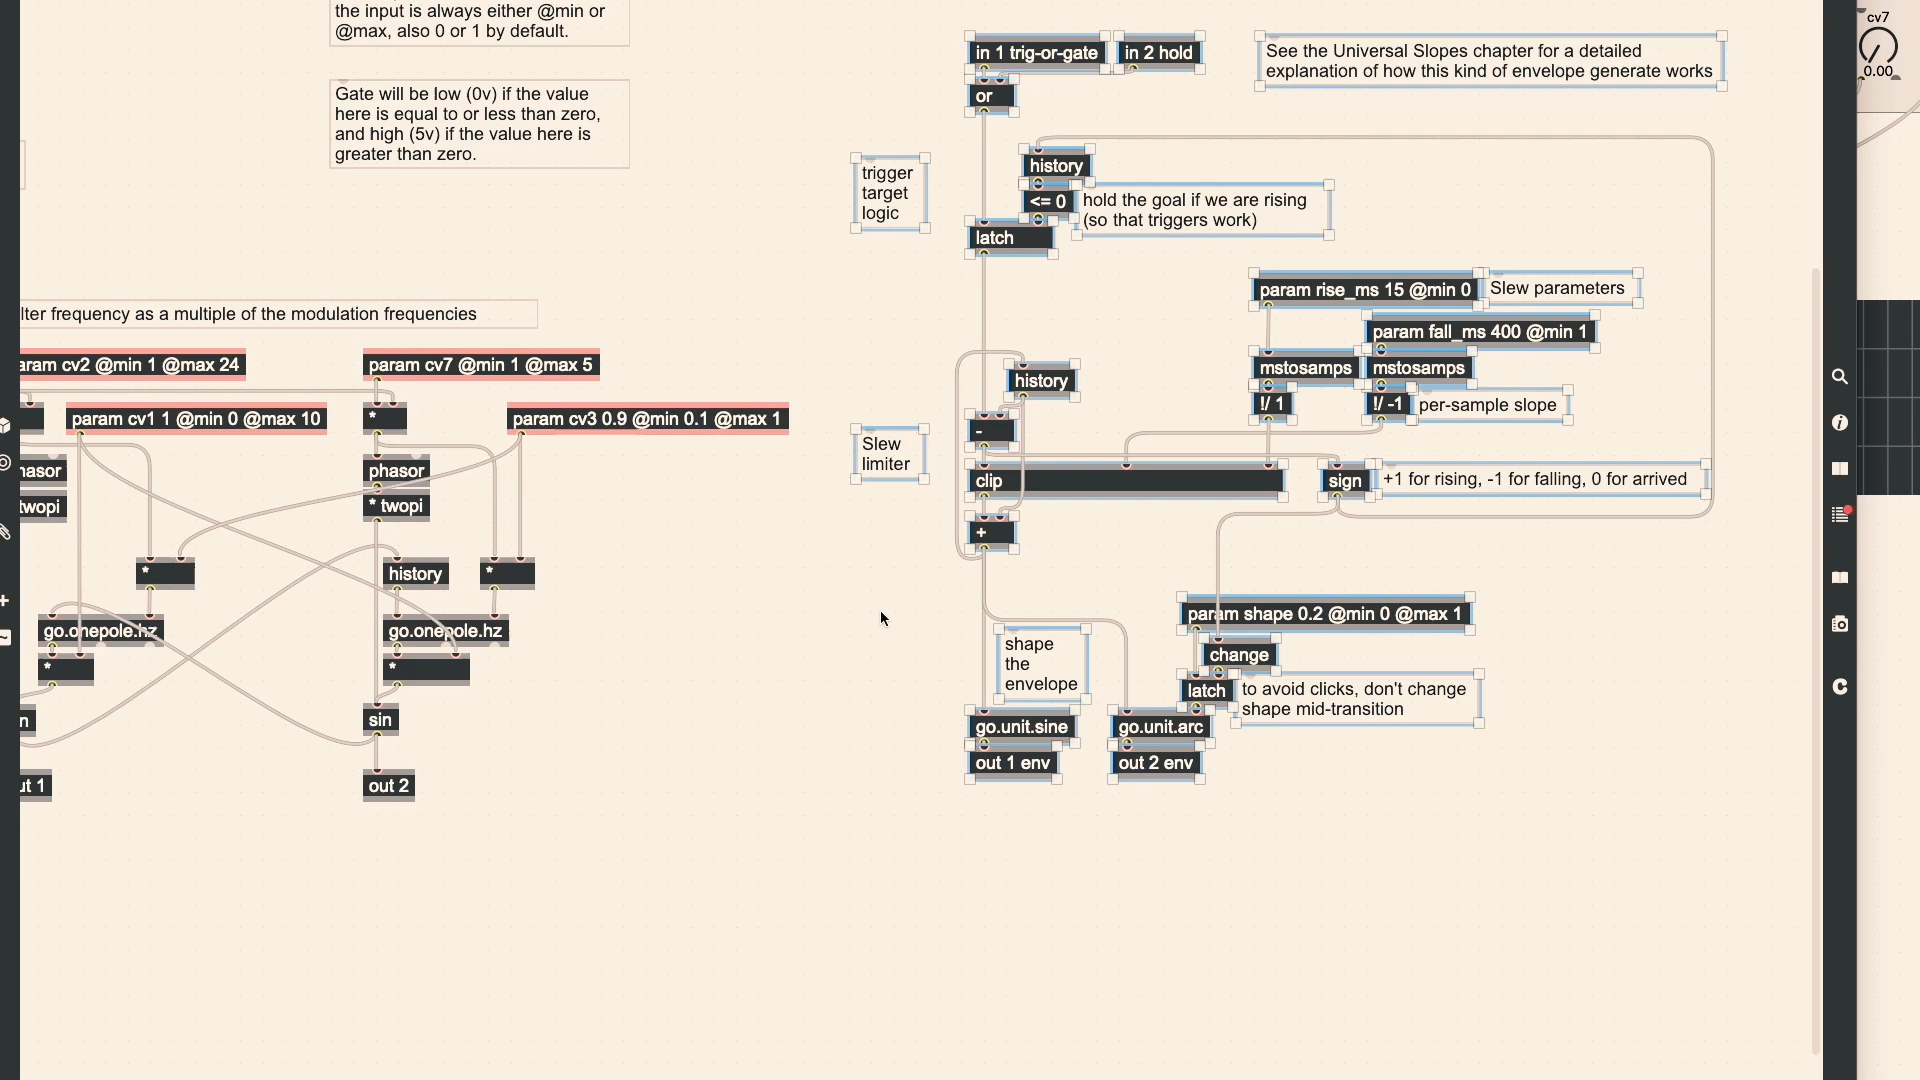 the input is always either @min or
@max, also 0 or 1 by default.
Gate will be low (0v) if the value
here is equal to or less than zero,
and high (5v) if the value here is
greater than zero.
lter frequency as a multiple of the modulation frequencies
aram cv2 @min 1 @max 24
param cv7 @min 1 @max 5
param cv1 1 @min 0 @max 10
*
param cv3 0.9 @min 0.1 @max 1
hasor
phasor
twopi
* twopi
*
history
*
go.onepole.hz
go.onepole.hz
*
*
n
sin
ut 1
out 2
in 1 trig-or-gate
in 2 hold
See the Universal Slopes chapter for a detailed
explanation of how this kind of envelope generate works
or
trigger
target
logic
history
<= 0
hold the goal if we are rising
(so that triggers work)
latch
param rise_ms 15 @min 0
Slew parameters
param fall_ms 400 @min 1
history
mstosamps
mstosamps
!/ 1
!/ -1
per-sample slope
Slew
limiter
-
clip
sign
+1 for rising, -1 for falling, 0 for arrived
+
param shape 0.2 @min 0 @max 1
shape
the
envelope
change
latch
to avoid clicks, don't change
shape mid-transition
go.unit.sine
go.unit.arc
out 1 env
out 2 env
cv7
0.00